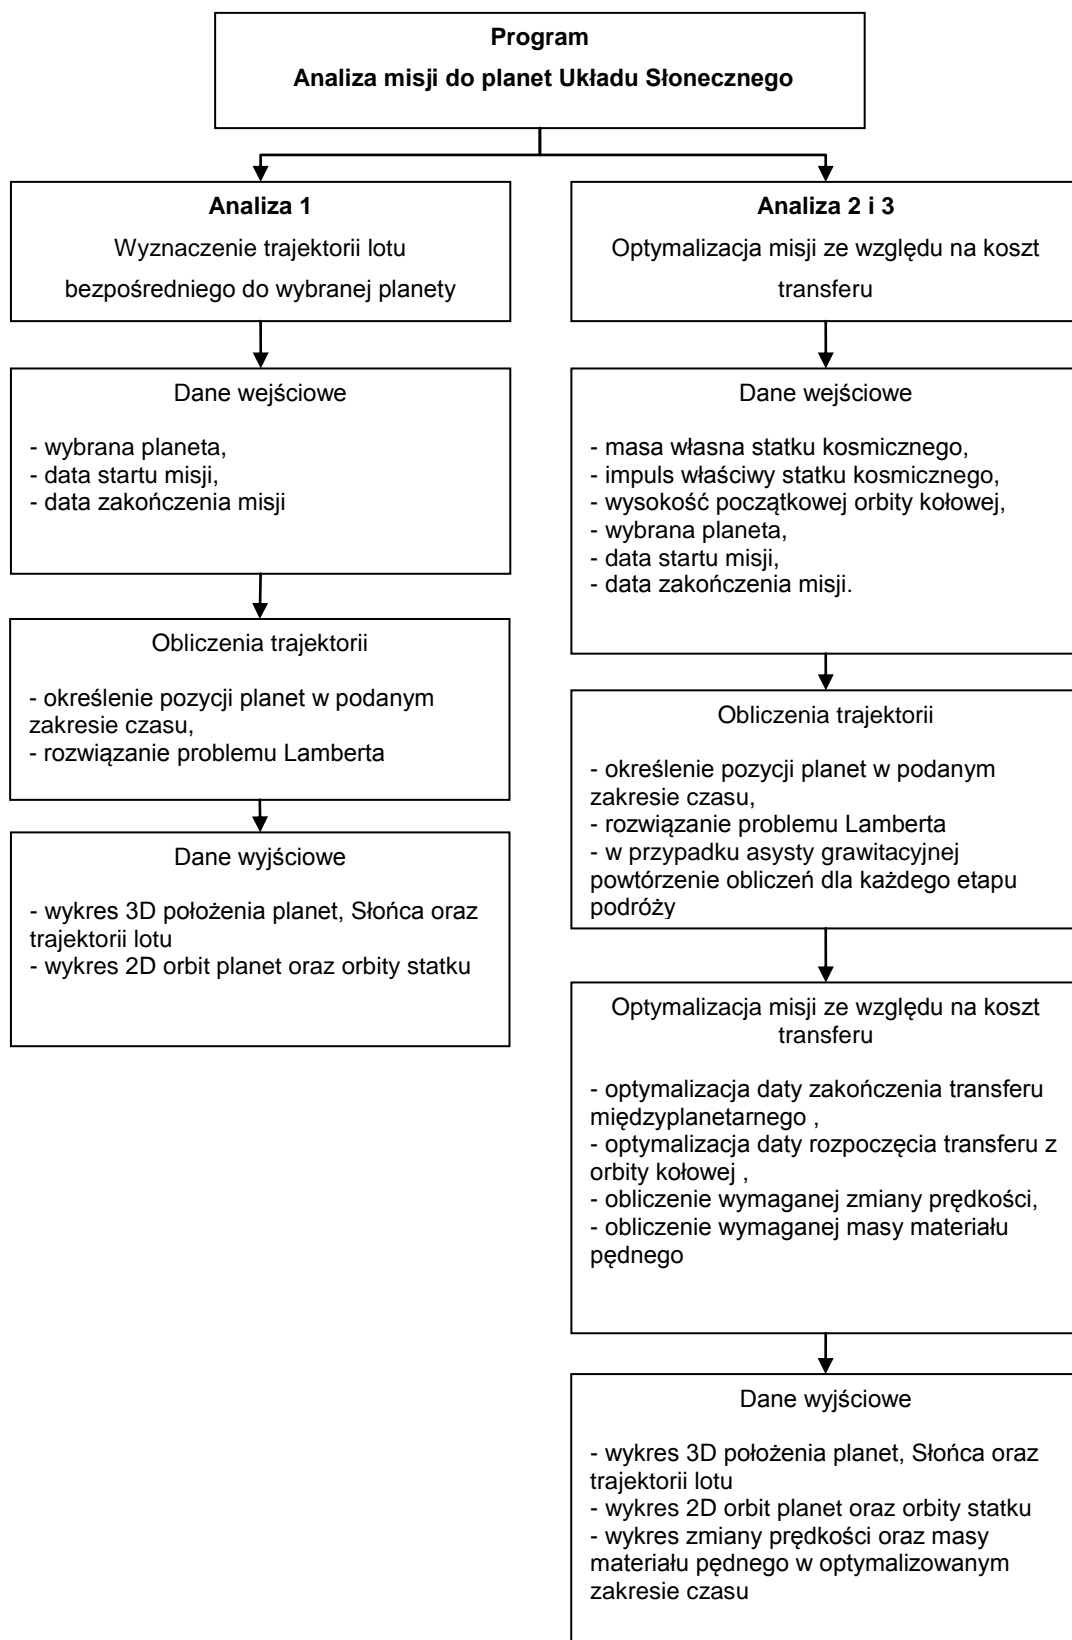 Program
Analiza misji do planet Układu Słonecznego
Analiza 1
Wyznaczenie trajektorii lotu
bezpośredniego do wybranej planety
Dane wejściowe
- wybrana planeta,
- data startu misji,
- data zakończenia misji
Obliczenia trajektorii
- określenie pozycji planet w podanym
zakresie czasu,
- rozwiązanie problemu Lamberta
Dane wyjściowe
- wykres 3D położenia planet, Słońca oraz
trajektorii lotu
- wykres 2D orbit planet oraz orbity statku
Analiza 2 i 3
Optymalizacja misji ze względu na koszt
transferu
Dane wejściowe
- masa własna statku kosmicznego,
- impuls właściwy statku kosmicznego,
- wysokość początkowej orbity kołowej,
- wybrana planeta,
- data startu misji,
- data zakończenia misji.
Obliczenia trajektorii
- określenie pozycji planet w podanym
zakresie czasu,
- rozwiązanie problemu Lamberta
- w przypadku asysty grawitacyjnej
powtórzenie obliczeń dla każdego etapu
podróży
Optymalizacja misji ze względu na koszt
transferu
- optymalizacja daty zakończenia transferu
międzyplanetarnego ,
- optymalizacja daty rozpoczęcia transferu z
orbity kołowej ,
- obliczenie wymaganej zmiany prędkości,
- obliczenie wymaganej masy materiału
pędnego
Dane wyjściowe
- wykres 3D położenia planet, Słońca oraz
trajektorii lotu
- wykres 2D orbit planet oraz orbity statku
- wykres zmiany prędkości oraz masy
materiału pędnego w optymalizowanym
zakresie czasu